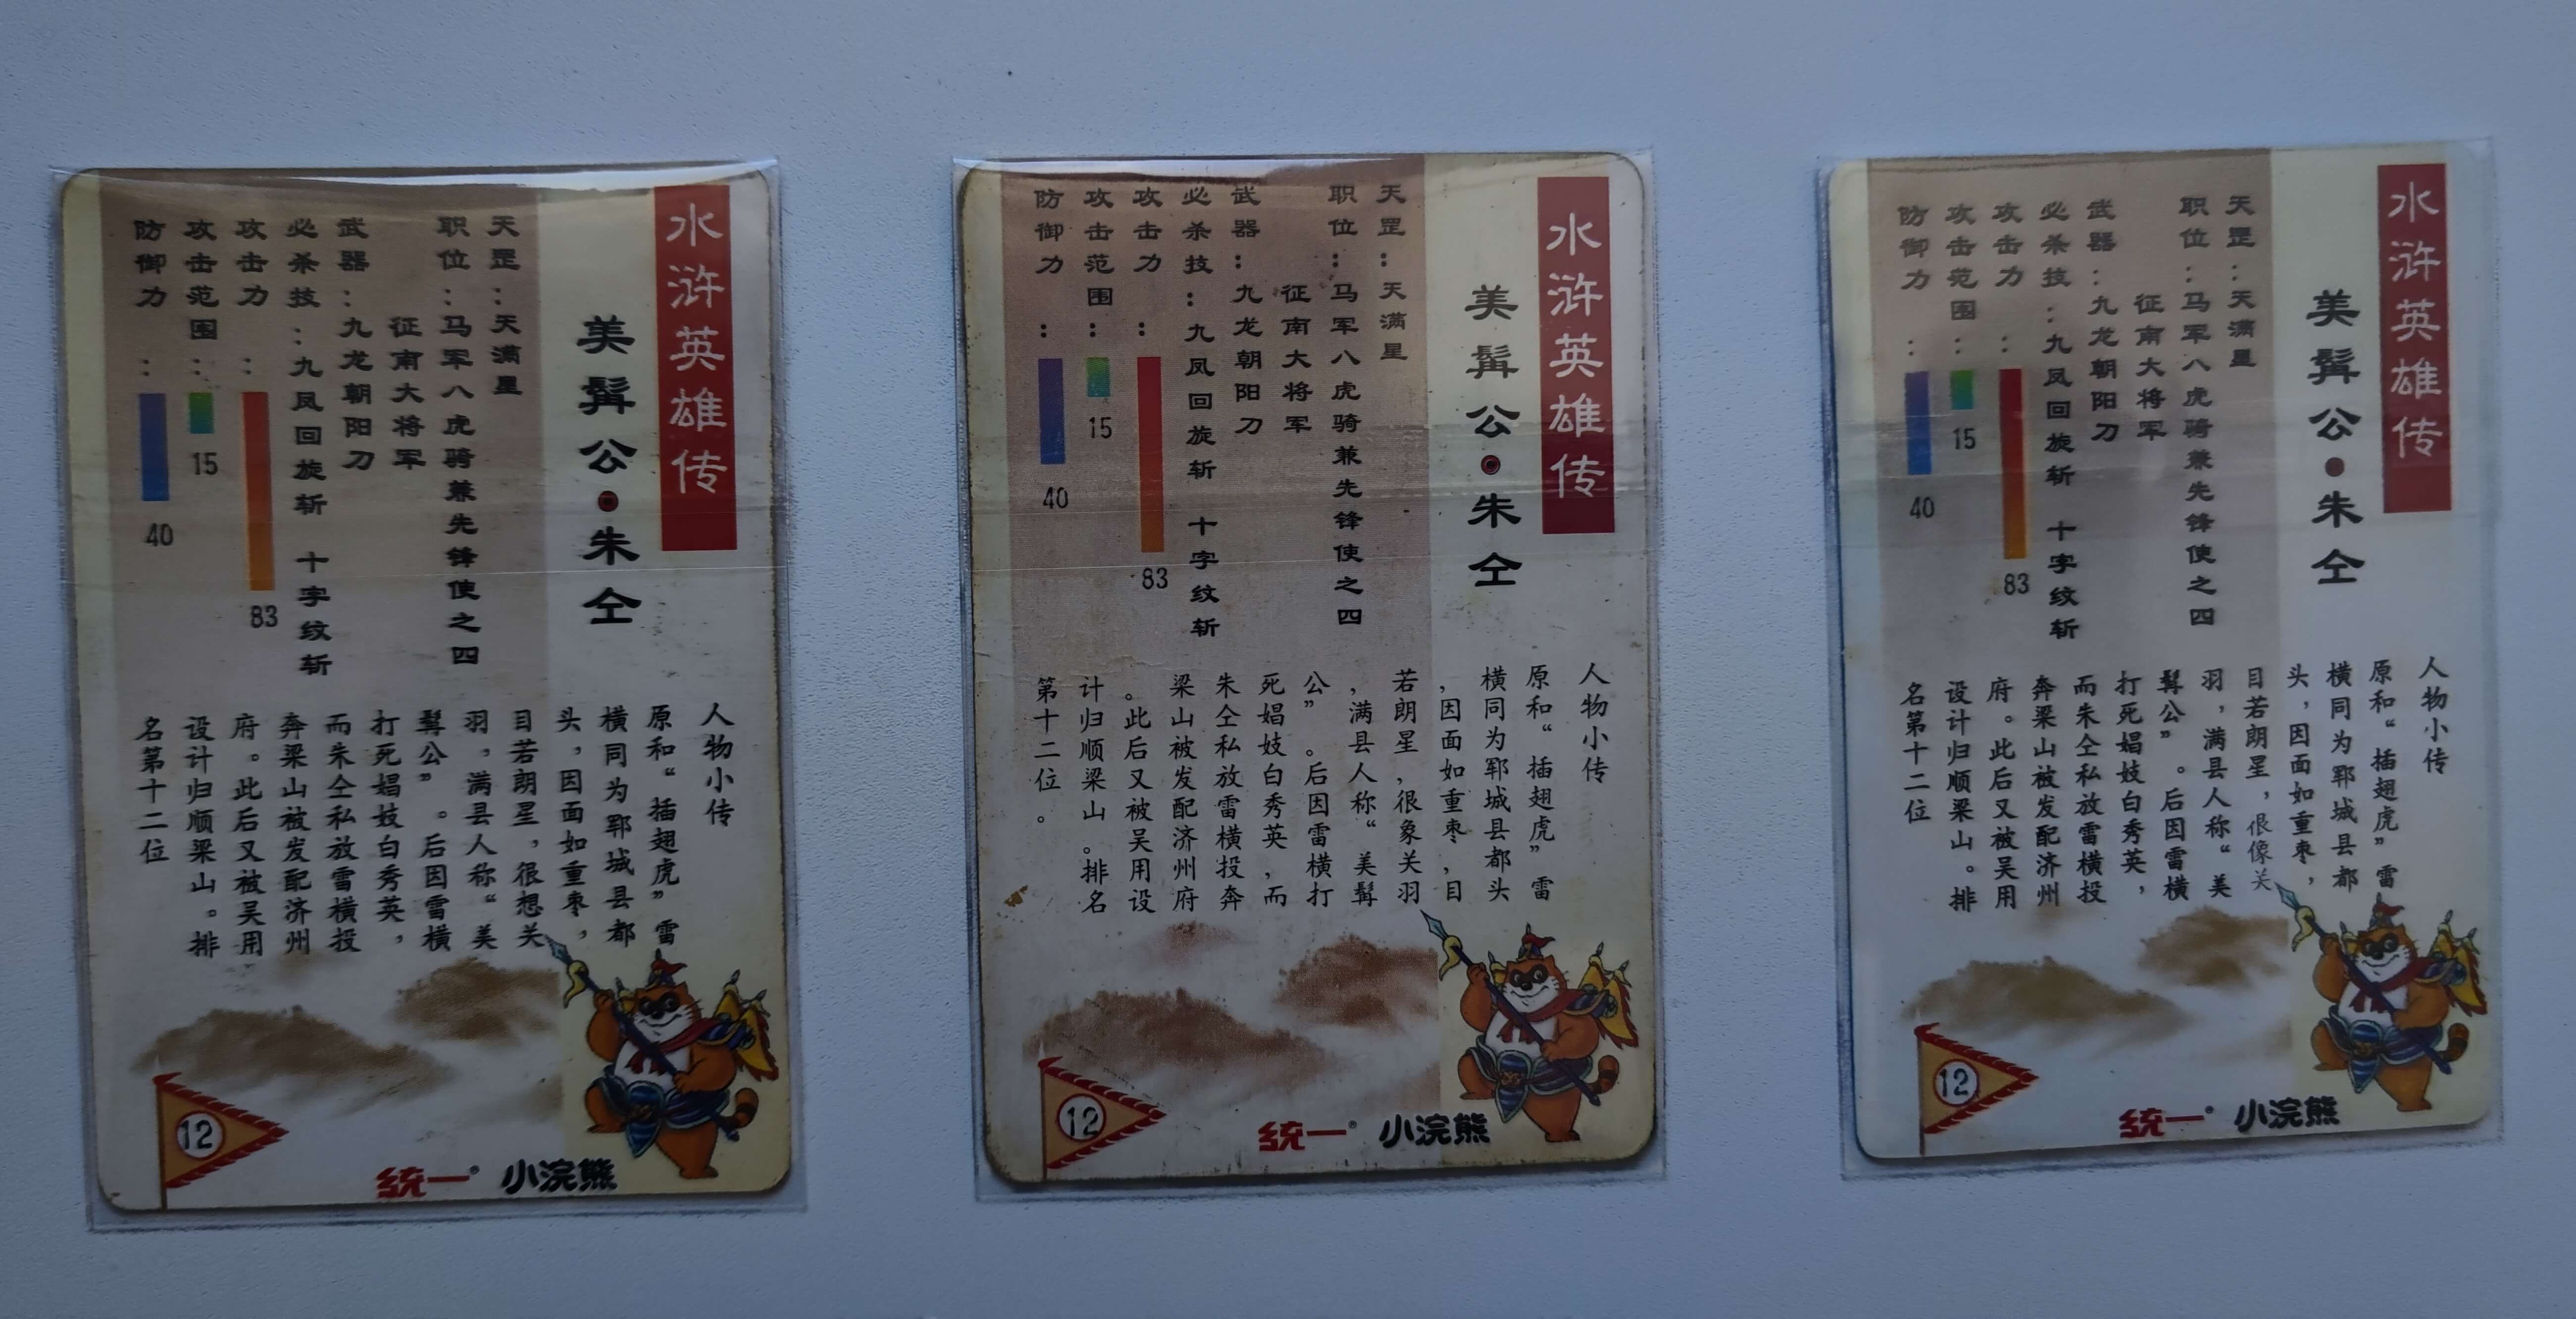 水浒英雄传
美髯公·朱仝
天罡:天满星
职位:马军八虎骑兼先锋使之四
征南大将军
武器:九龙朝阳刀
必杀技:九凤回旋斩 十字纹斩
攻击力:
83
攻击范围:
15
防御力:
40
人物小传
原和“插翅虎”雷
横同为郓城县都
头,因面如重枣,
目若朗星,很想关
羽,满县人称“美
髯公”。后因雷横
打死娼妓白秀英,
而朱仝私放雷横投
奔梁山被发配济州
府。此后又被吴用
设计归顺梁山。排
名第十二位
12
統一® 小浣熊
水浒英雄传
美髯公·朱仝
天罡:天满星
职位:马军八虎骑兼先锋使之四
征南大将军
武器:九龙朝阳刀
必杀技:九凤回旋斩 十字纹斩
攻击力:
83
攻击范围:
15
防御力:
40
人物小传
原和“插翅虎”雷
横同为郓城县都头
,因面如重枣,目
若朗星,很象关羽
,满县人称“美髯
公”。后因雷横打
死娼妓白秀英,而
朱仝私放雷横投奔
梁山被发配济州府
。此后又被吴用设
计归顺梁山。排名
第十二位。
12
統一® 小浣熊
水浒英雄传
美髯公·朱仝
天罡:天满星
职位:马军八虎骑兼先锋使之四
征南大将军
武器:九龙朝阳刀
必杀技:九凤回旋斩 十字纹斩
攻击力:
83
攻击范围:
15
防御力:
40
人物小传
原和“插翅虎”雷
横同为郓城县都
头,因面如重枣,
目若朗星,很像关
羽,满县人称“美
髯公”。后因雷横
打死娼妓白秀英,
而朱仝私放雷横投
奔梁山被发配济州
府。此后又被吴用
设计归顺梁山。排
名第十二位
12
統一® 小浣熊